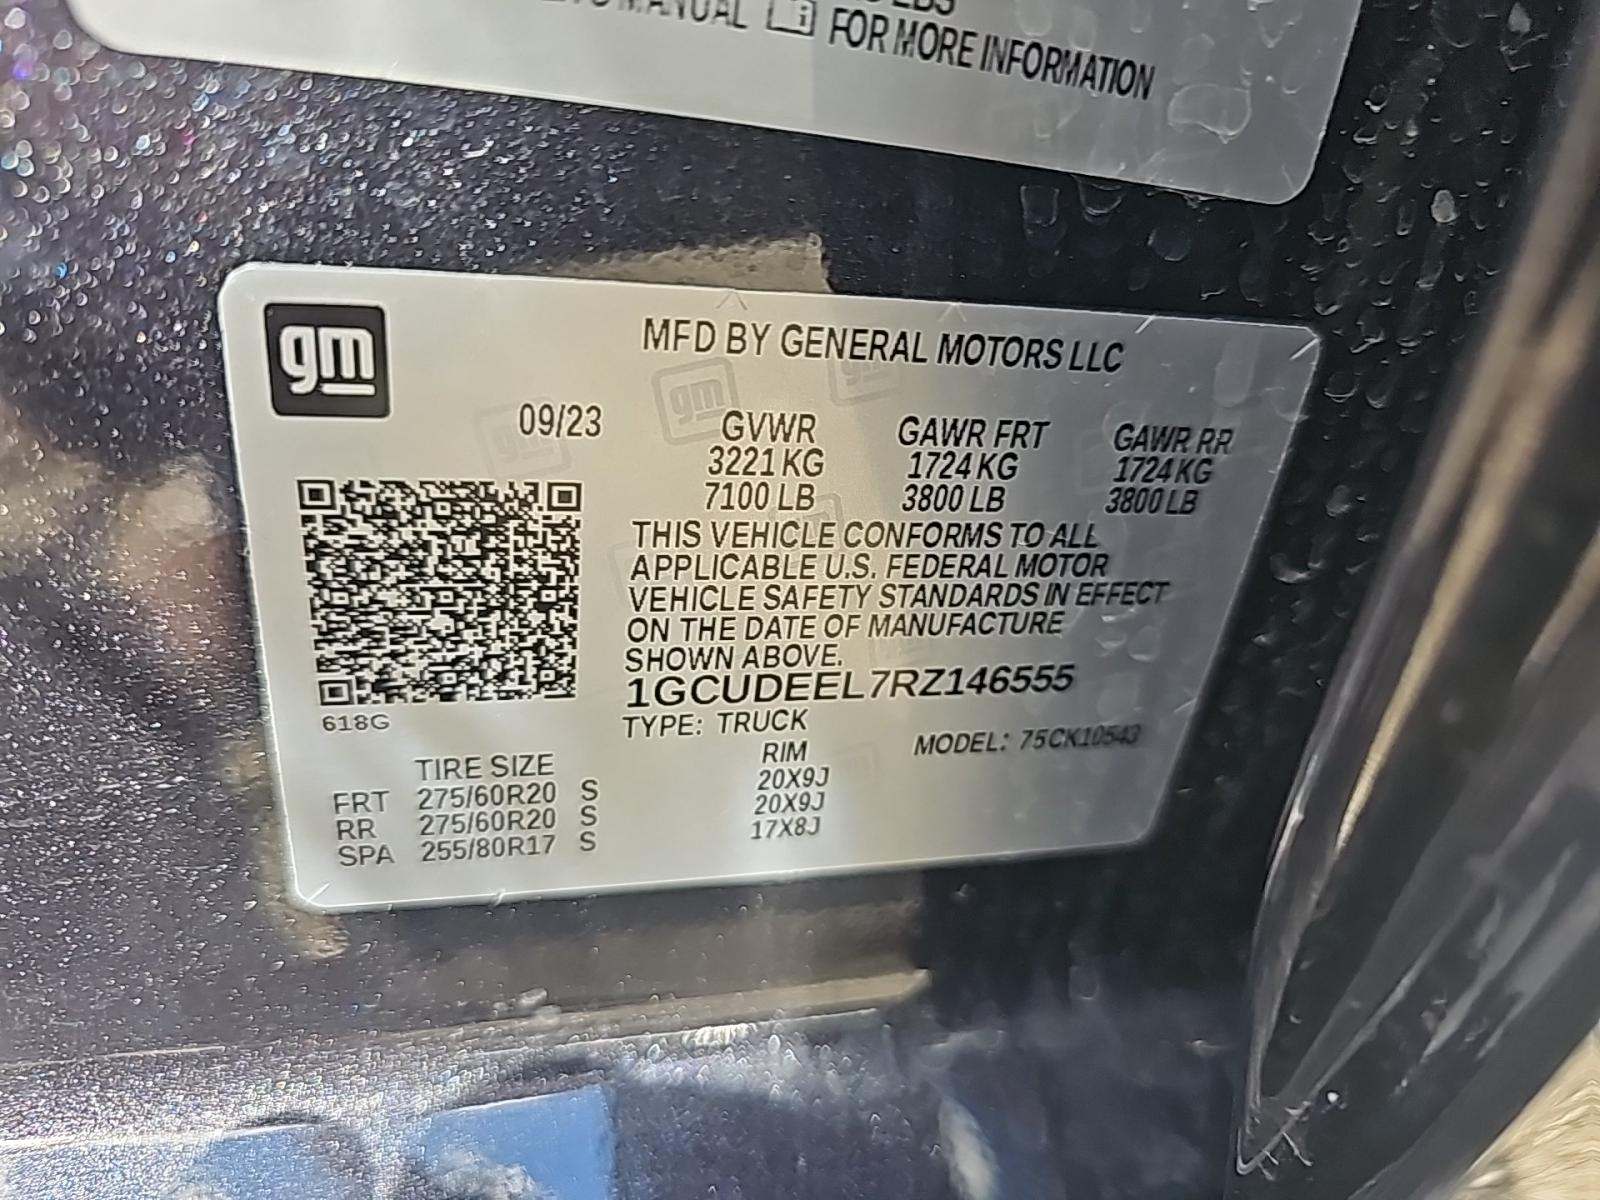 LBS
MANUAL FOR MORE INFORMATION
gm
MFD BY GENERAL MOTORS LLC
09/23 GVWR GAWR FRT GAWR RR
3221 KG 1724 KG 1724 KG
7100 LB 3800 LB 3800 LB
THIS VEHICLE CONFORMS TO ALL
APPLICABLE U.S. FEDERAL MOTOR
VEHICLE SAFETY STANDARDS IN EFFECT
ON THE DATE OF MANUFACTURE
SHOWN ABOVE.
1GCUDEEL7RZ146555
618G TYPE: TRUCK MODEL: 75CK10543
TIRE SIZE RIM
FRT 275/60R20 S 20X9J
RR 275/60R20 S 20X9J
SPA 255/80R17 S 17X8J